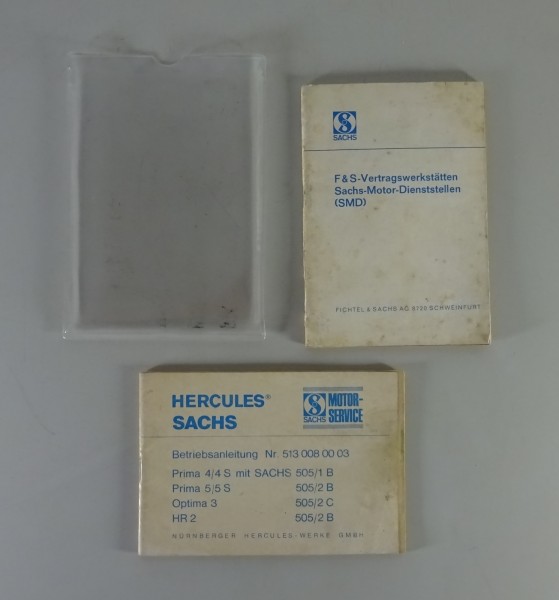 SACHS
F & S-Vertragswerkstätten
Sachs-Motor-Dienststellen
(SMD)
FICHTEL & SACHS AG 8720 SCHWEINFURT
HERCULES®
SACHS
SACHS
MOTOR-
SERVICE
Betriebsanleitung Nr. 513 008 00 03
Prima 4/4 S mit SACHS 505/1 B
Prima 5/5 S 505/2 B
Optima 3 505/2 C
HR 2 505/2 B
NÜRNBERGER HERCULES-WERKE GMBH